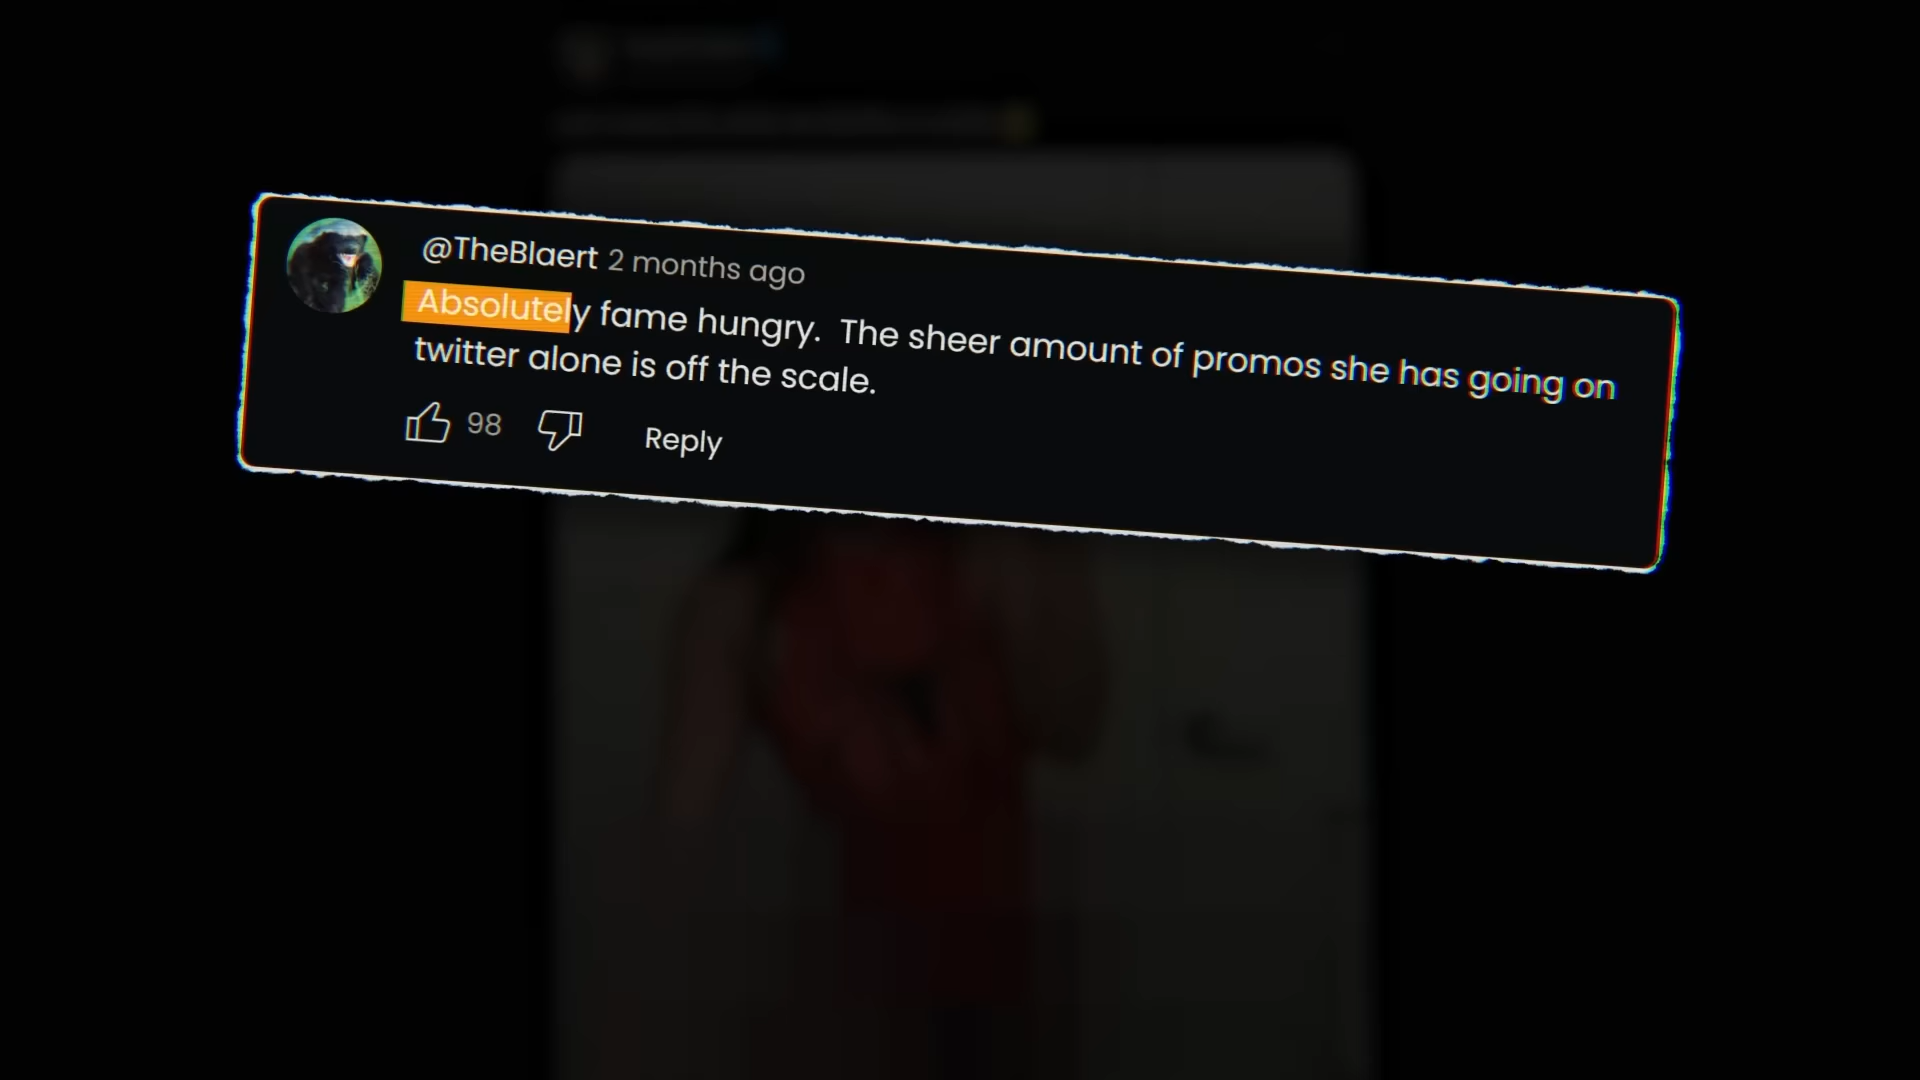 @TheBlaert 2 months ago
Absolutely fame hungry. The sheer amount of promos she has going on
twitter alone is off the scale.
98 Reply